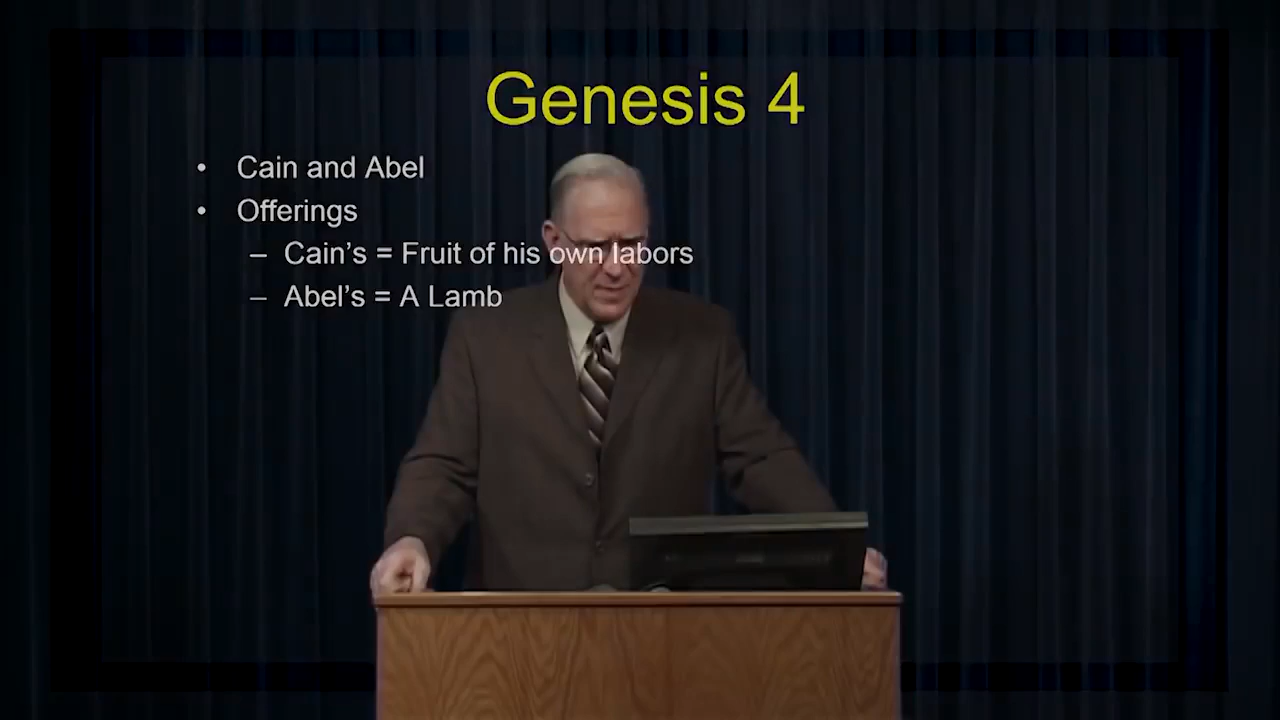 Genesis 4
• Cain and Abel
• Offerings
– Cain’s = Fruit of his own labors
– Abel’s = A Lamb